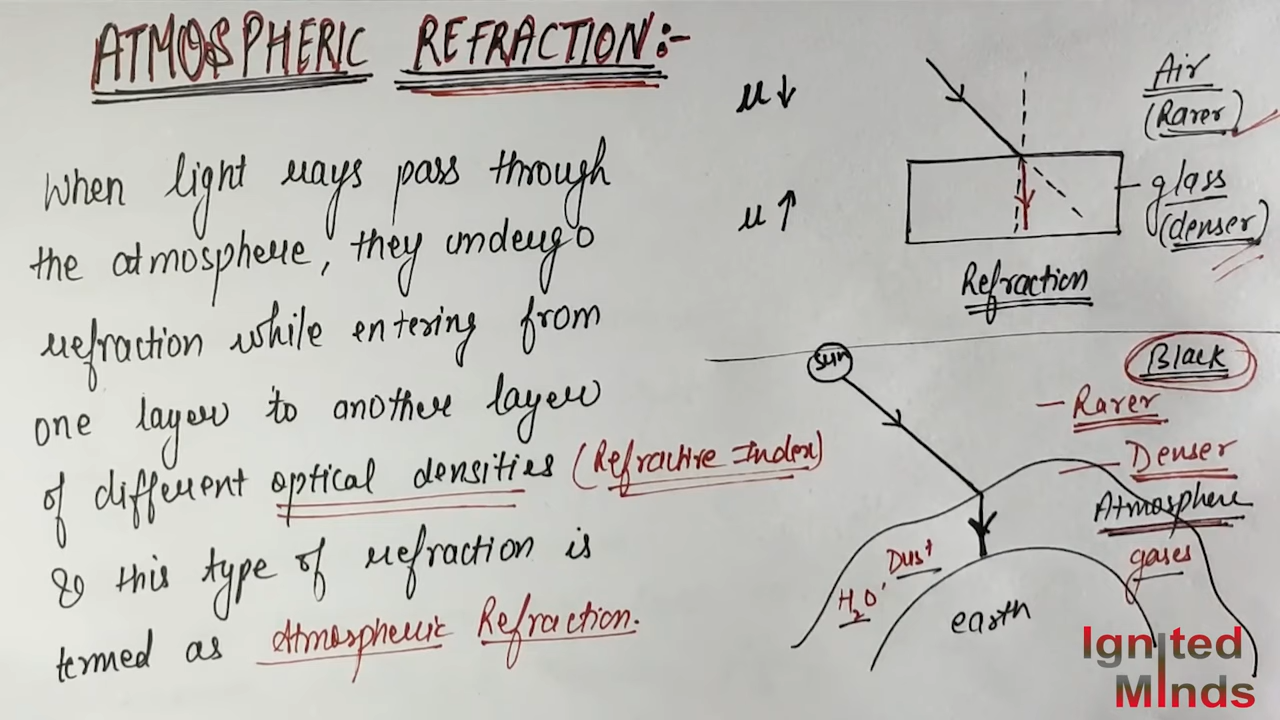 ATMOSPHERIC REFRACTION:-
When light rays pass through
the atmosphere, they undergo
refraction while entering from
one layer to another layer
of different optical densities (Refractive Index)
& this type of refraction is
termed as Atmospheric Refraction.
μ↓
Air
(Rarer)
μ↑
glass
(denser)
Refraction
Sun
Black
Rarer
Denser
Atmosphere
Dust
gases
H₂O
earth
Ignited
Minds